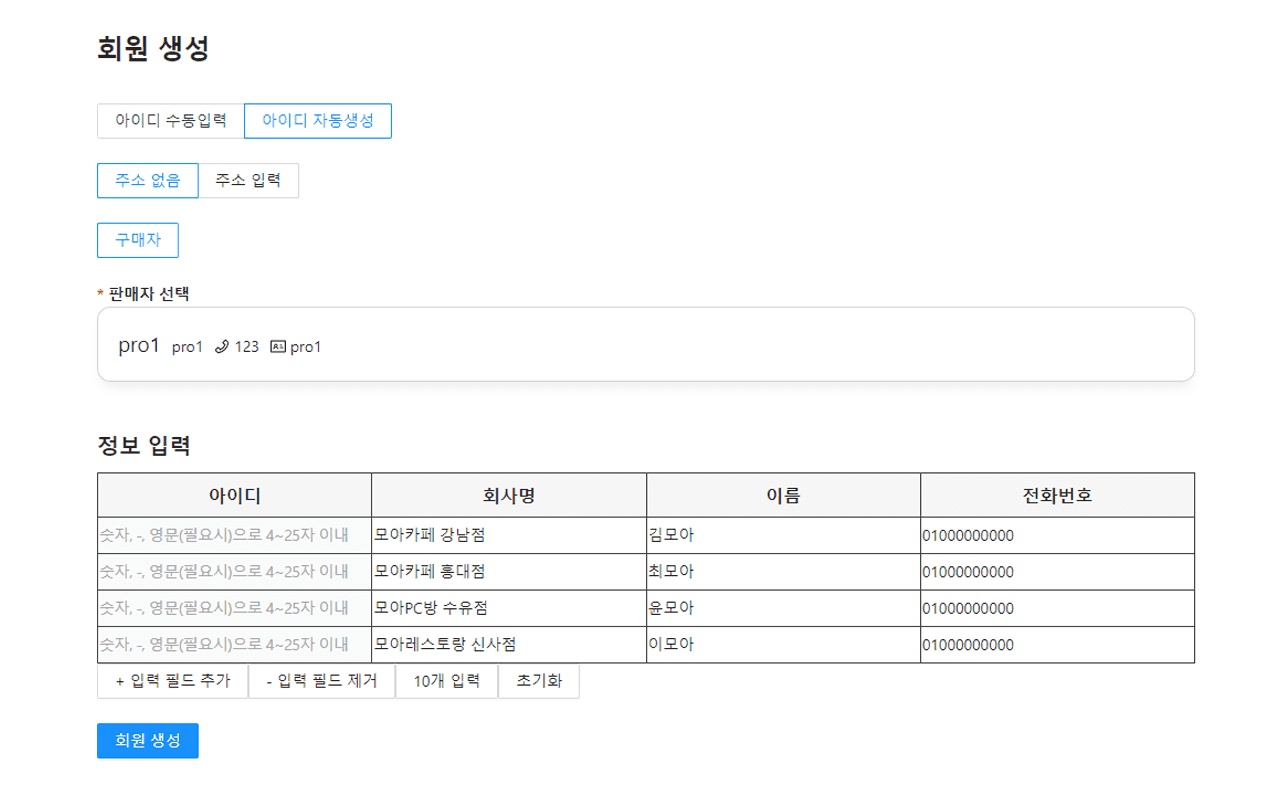 회원 생성
아이디 수동입력 아이디 자동생성
주소 없음 주소 입력
구매자
* 판매자 선택
pro1 pro1 123 pro1
정보 입력
아이디 회사명 이름 전화번호
숫자, -, 영문(필요시)으로 4~25자 이내 모아카페 강남점 김모아 01000000000
숫자, -, 영문(필요시)으로 4~25자 이내 모아카페 홍대점 최모아 01000000000
숫자, -, 영문(필요시)으로 4~25자 이내 모아PC방 수유점 윤모아 01000000000
숫자, -, 영문(필요시)으로 4~25자 이내 모아레스토랑 신사점 이모아 01000000000
+ 입력 필드 추가 - 입력 필드 제거 10개 입력 초기화
회원 생성